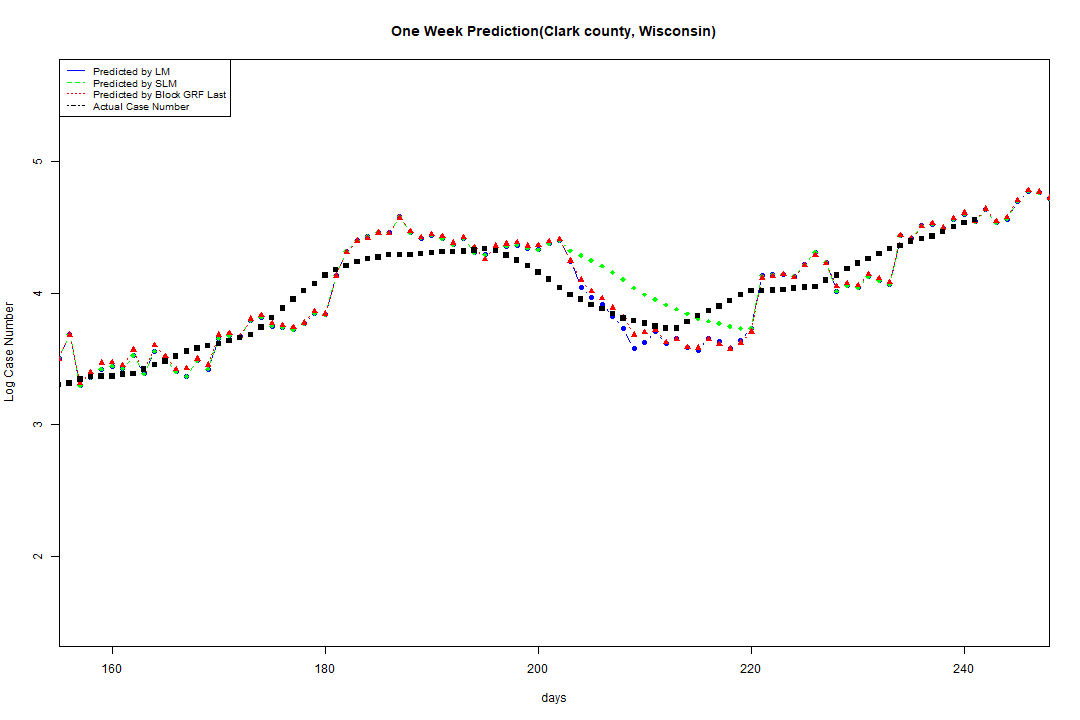 One Week Prediction(Clark county, Wisconsin)
Predicted by LM
Predicted by SLM
Predicted by Block GRF Last
Actual Case Number
5
4
3
2
Log Case Number
160 180 200 220 240
days